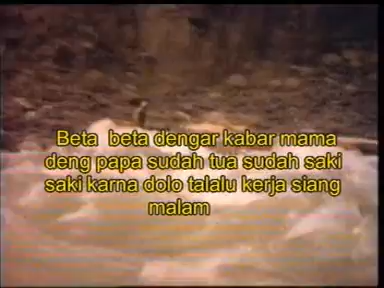 Beta beta dengar kabar mama
deng papa sudah tua sudah saki
saki karna dolo talalu kerja siang
malam